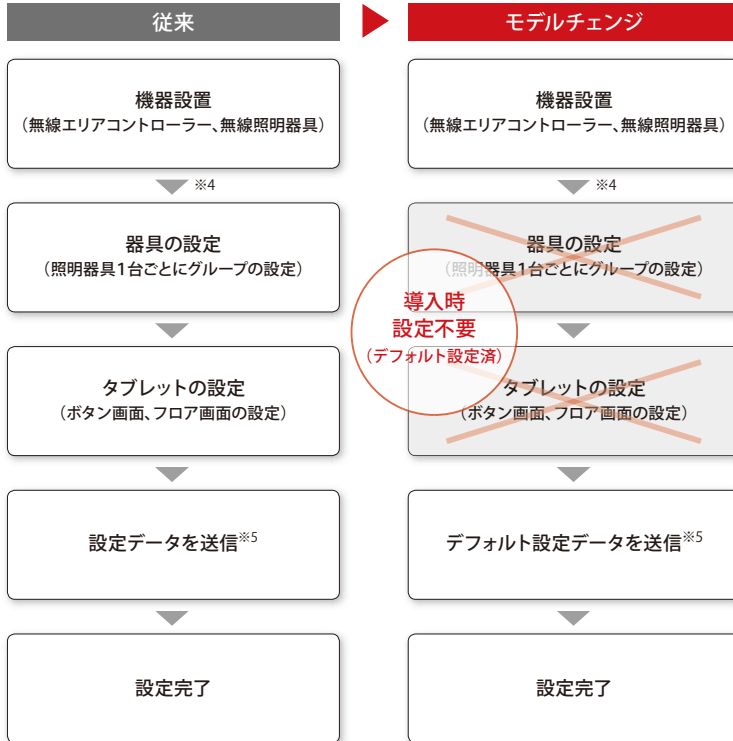 従来
機器設置
（無線エリアコントローラー、無線照明器具）
※4
器具の設定
（照明器具1台ごとにグループの設定）
タブレットの設定
（ボタン画面、フロア画面の設定）
設定データを送信※5
設定完了
モデルチェンジ
機器設置
（無線エリアコントローラー、無線照明器具）
※4
器具の設定
（照明器具1台ごとにグループの設定）
導入時
設定不要
（デフォルト設定済）
タブレットの設定
（ボタン画面、フロア画面の設定）
デフォルト設定データを送信※5
設定完了